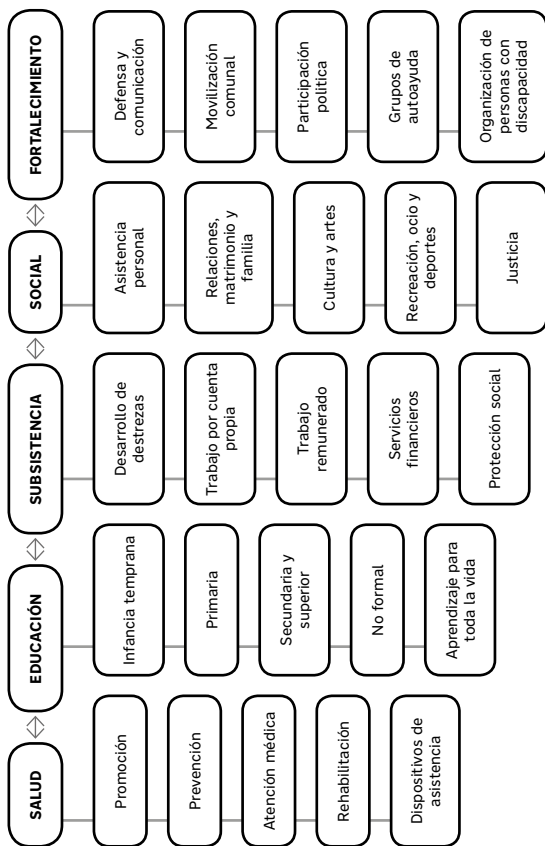 SALUD
Promoción
Prevención
Atención médica
Rehabilitación
Dispositivos de
asistencia
EDUCACIÓN
Infancia temprana
Primaria
Secundaria y
superior
No formal
Aprendizaje para
toda la vida
SUBSISTENCIA
Desarrollo de
destrezas
Trabajo por cuenta
propia
Trabajo
remunerado
Servicios
financieros
Protección social
SOCIAL
Asistencia
personal
Relaciones,
matrimonio y
familia
Cultura y artes
Recreación, ocio y
deportes
Justicia
FORTALECIMIENTO
Defensa y
comunicación
Movilización
comunal
Participación
política
Grupos de
autoayuda
Organización de
personas con
discapacidad